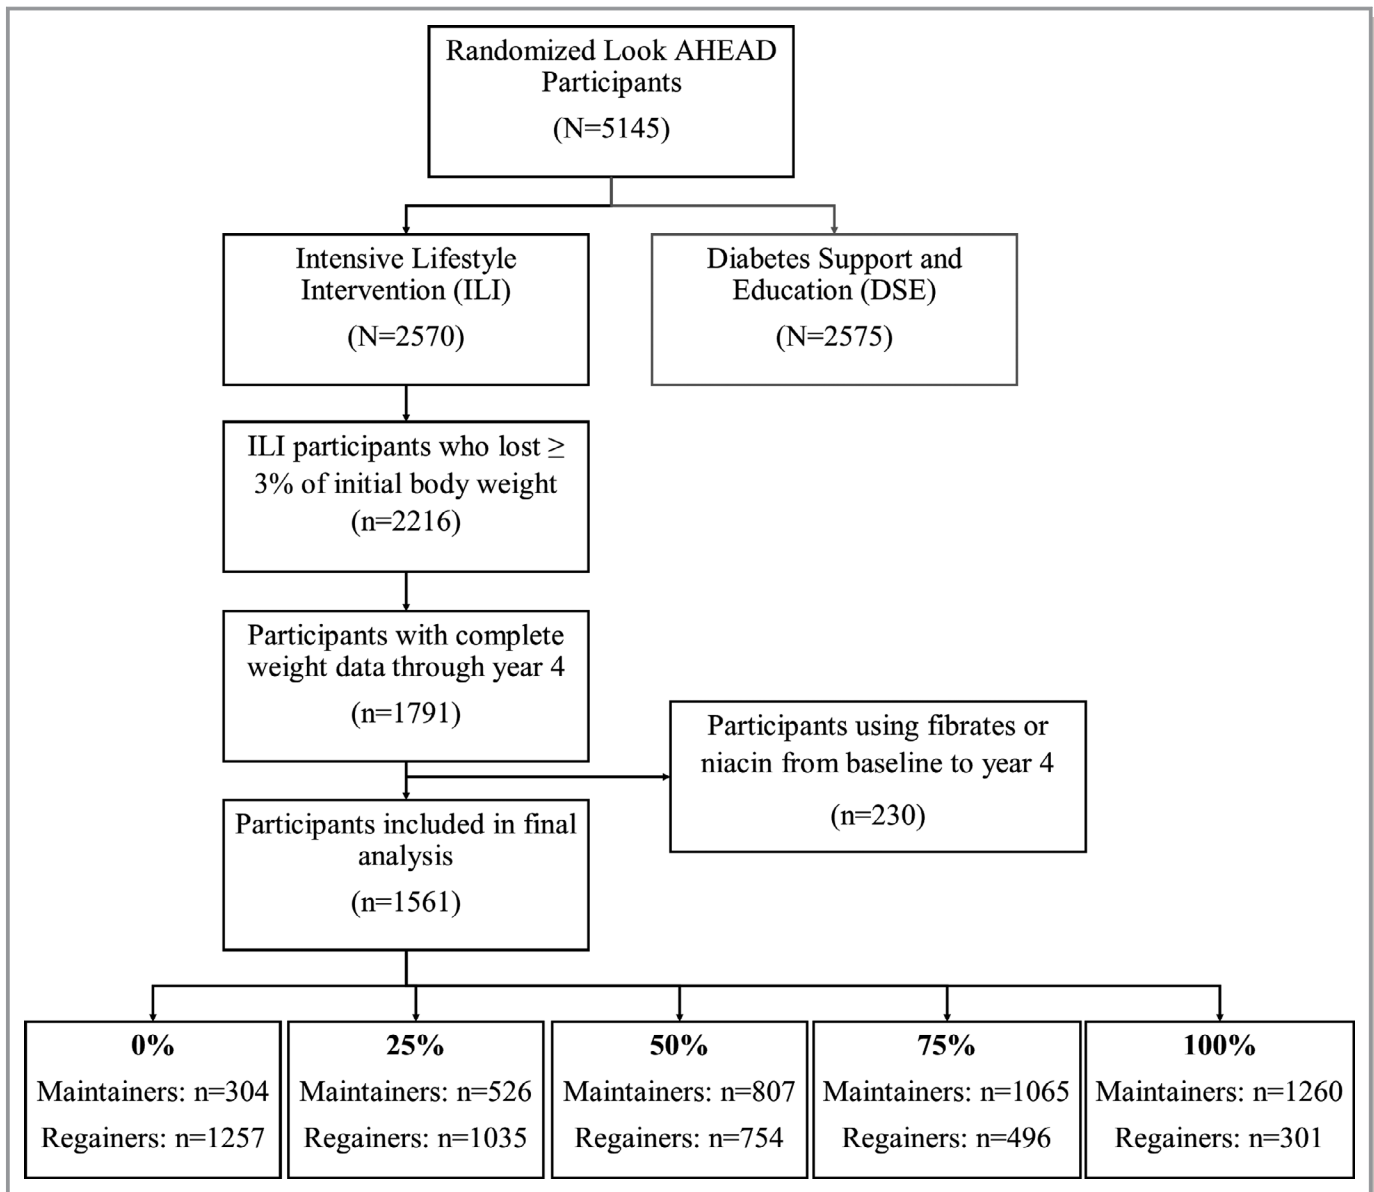 Randomized Look AHEAD
Participants
(N=5145)
Intensive Lifestyle
Intervention (ILI)
(N=2570)
Diabetes Support and
Education (DSE)
(N=2575)
ILI participants who lost ≥
3% of initial body weight
(n=2216)
Participants with complete
weight data through year 4
(n=1791)
Participants using fibrates or
niacin from baseline to year 4
(n=230)
Participants included in final
analysis
(n=1561)
0%
Maintainers: n=304
Regainers: n=1257
25%
Maintainers: n=526
Regainers: n=1035
50%
Maintainers: n=807
Regainers: n=754
75%
Maintainers: n=1065
Regainers: n=496
100%
Maintainers: n=1260
Regainers: n=301